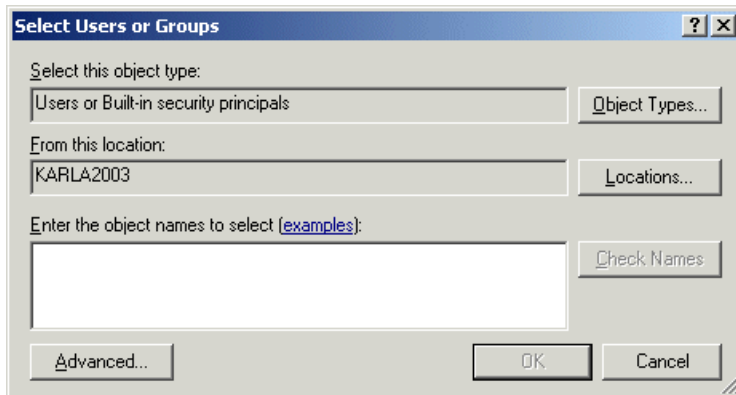 Select Users or Groups
Select this object type:
Users or Built-in security principals
Object Types...
From this location:
KARLA2003
Locations...
Enter the object names to select (examples):
Check Names
Advanced...
OK
Cancel